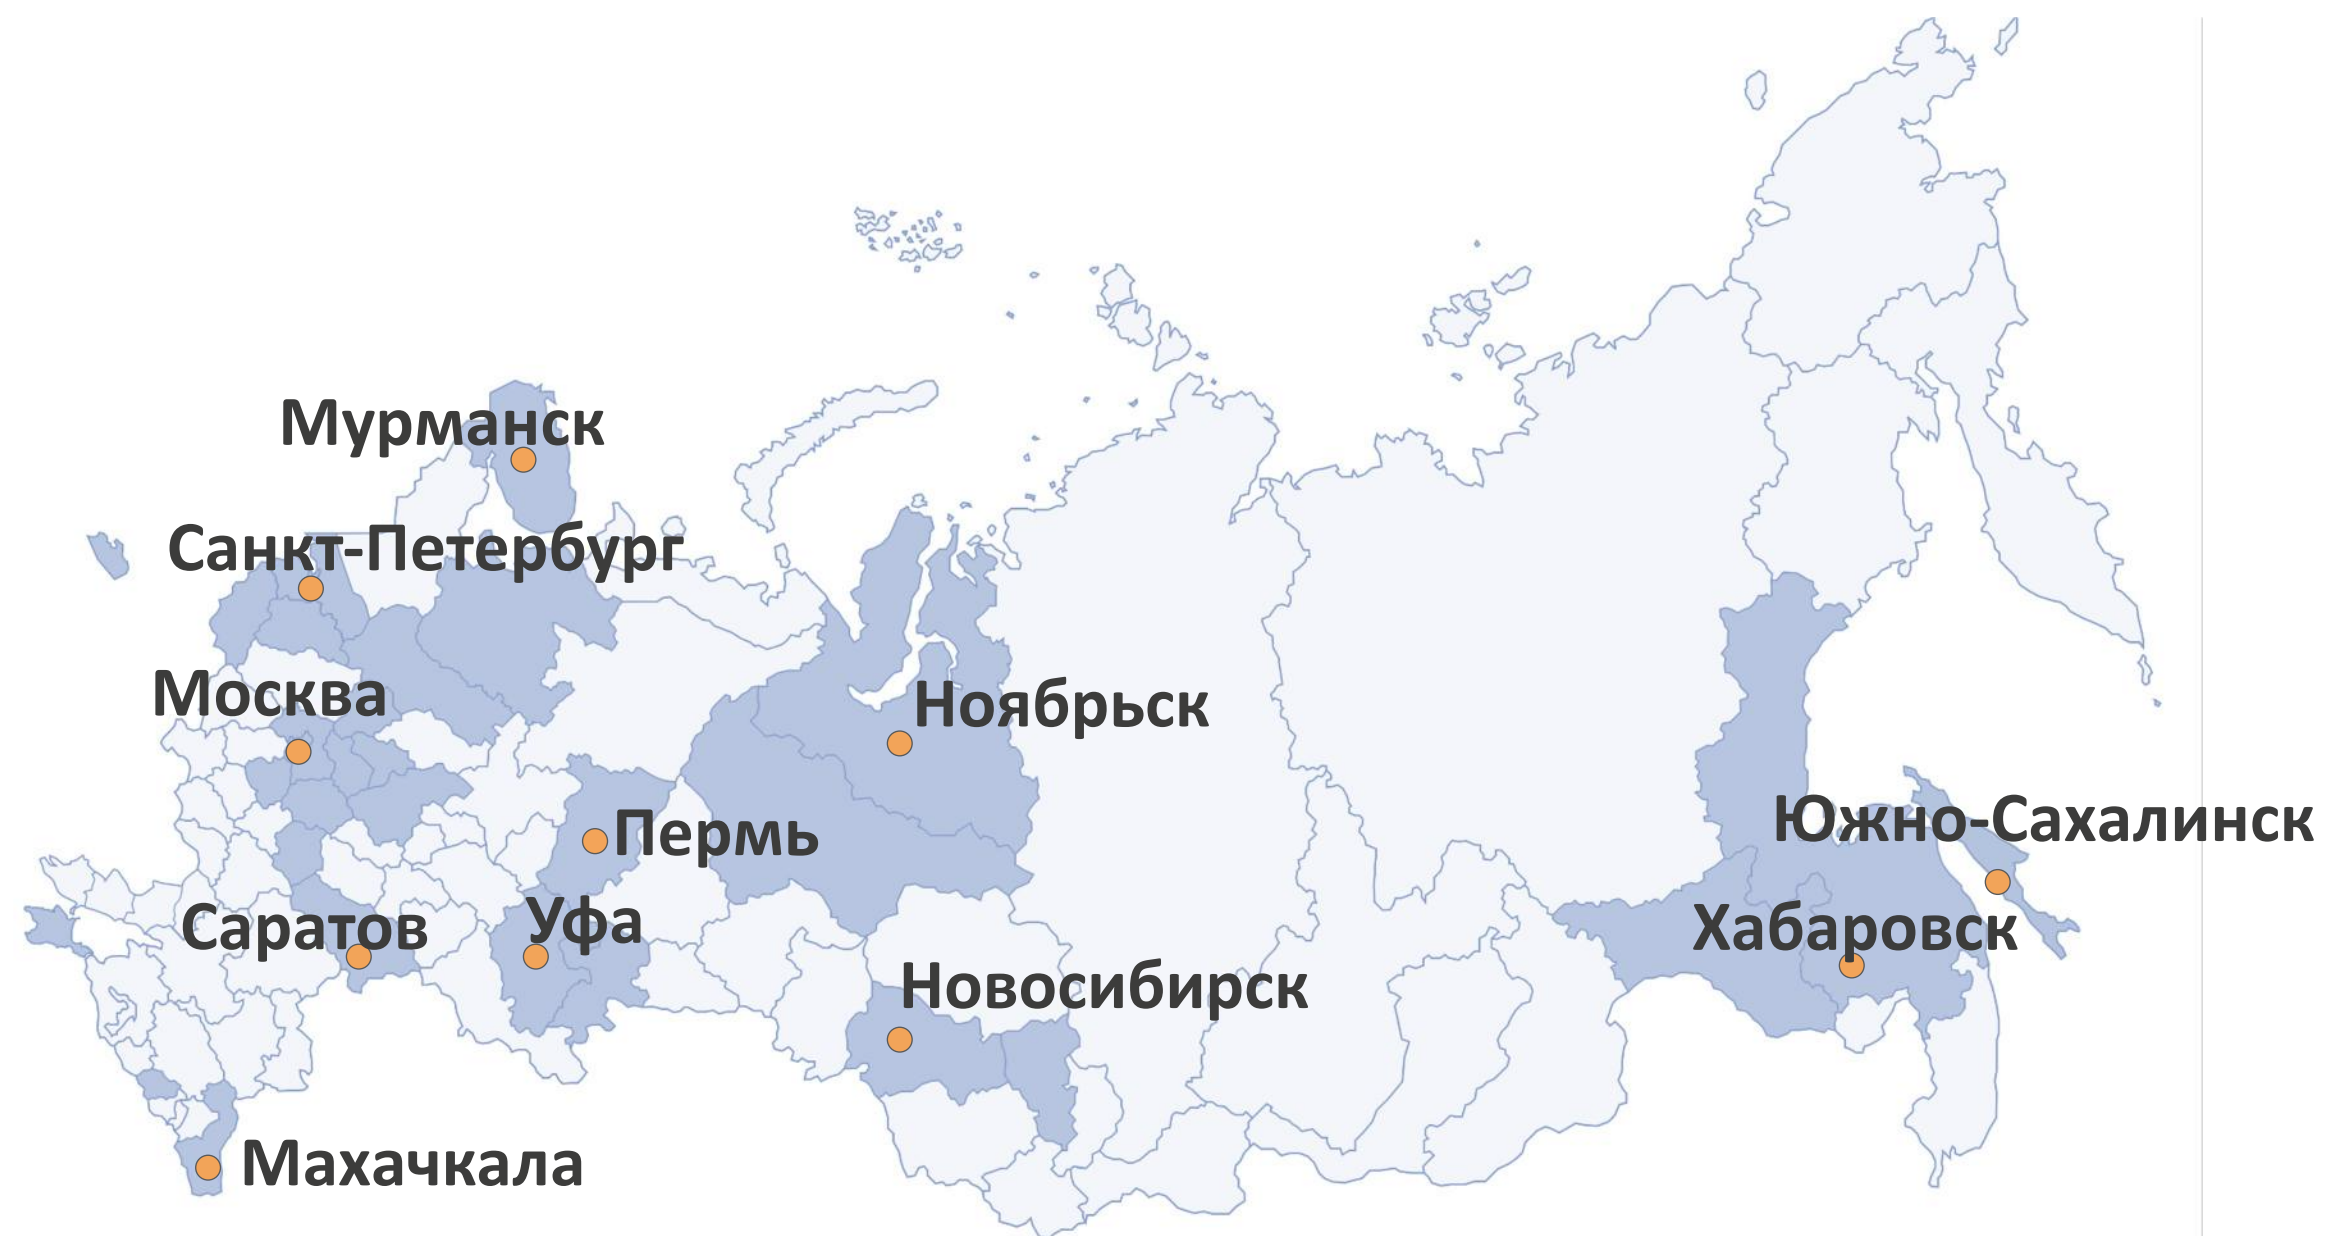 Мурманск
Санкт-Петербург
Москва
Ноябрьск
Пермь
Южно-Сахалинск
Саратов
Уфа
Хабаровск
Новосибирск
Махачкала